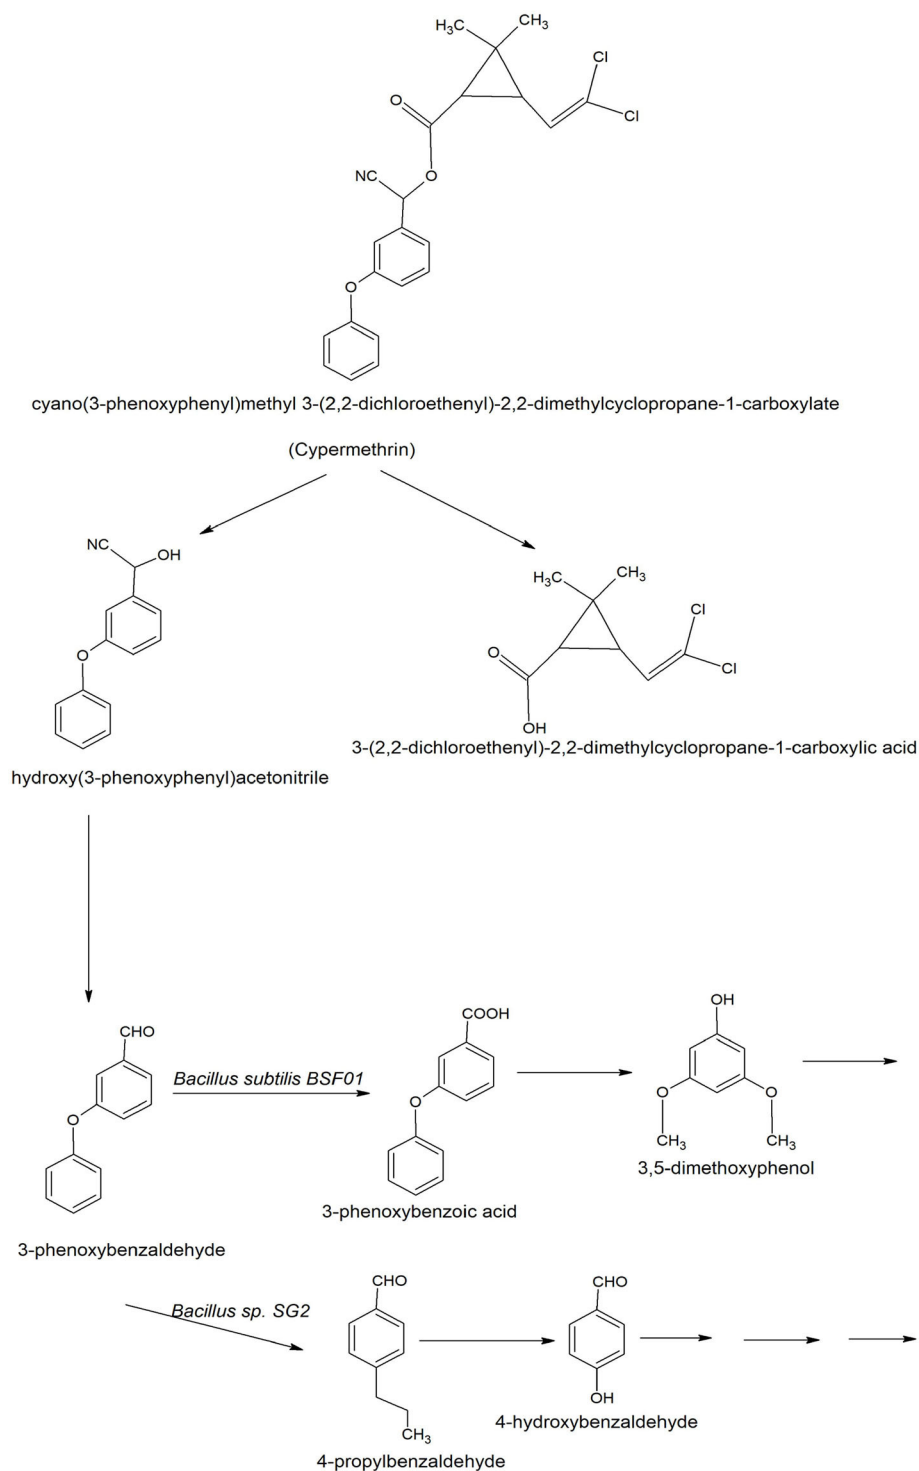 H₃C CH₃
Cl
O
Cl
NC O
O
cyano(3-phenoxyphenyl)methyl 3-(2,2-dichloroethenyl)-2,2-dimethylcyclopropane-1-carboxylate
(Cypermethrin)
NC OH
O
hydroxy(3-phenoxyphenyl)acetonitrile
H₃C CH₃
Cl
O
Cl
OH
3-(2,2-dichloroethenyl)-2,2-dimethylcyclopropane-1-carboxylic acid
CHO
O
3-phenoxybenzaldehyde
Bacillus subtilis BSF01
COOH
O
3-phenoxybenzoic acid
OH
O O
CH₃ CH₃
3,5-dimethoxyphenol
Bacillus sp. SG2
CHO
CH₃
4-propylbenzaldehyde
CHO
OH
4-hydroxybenzaldehyde